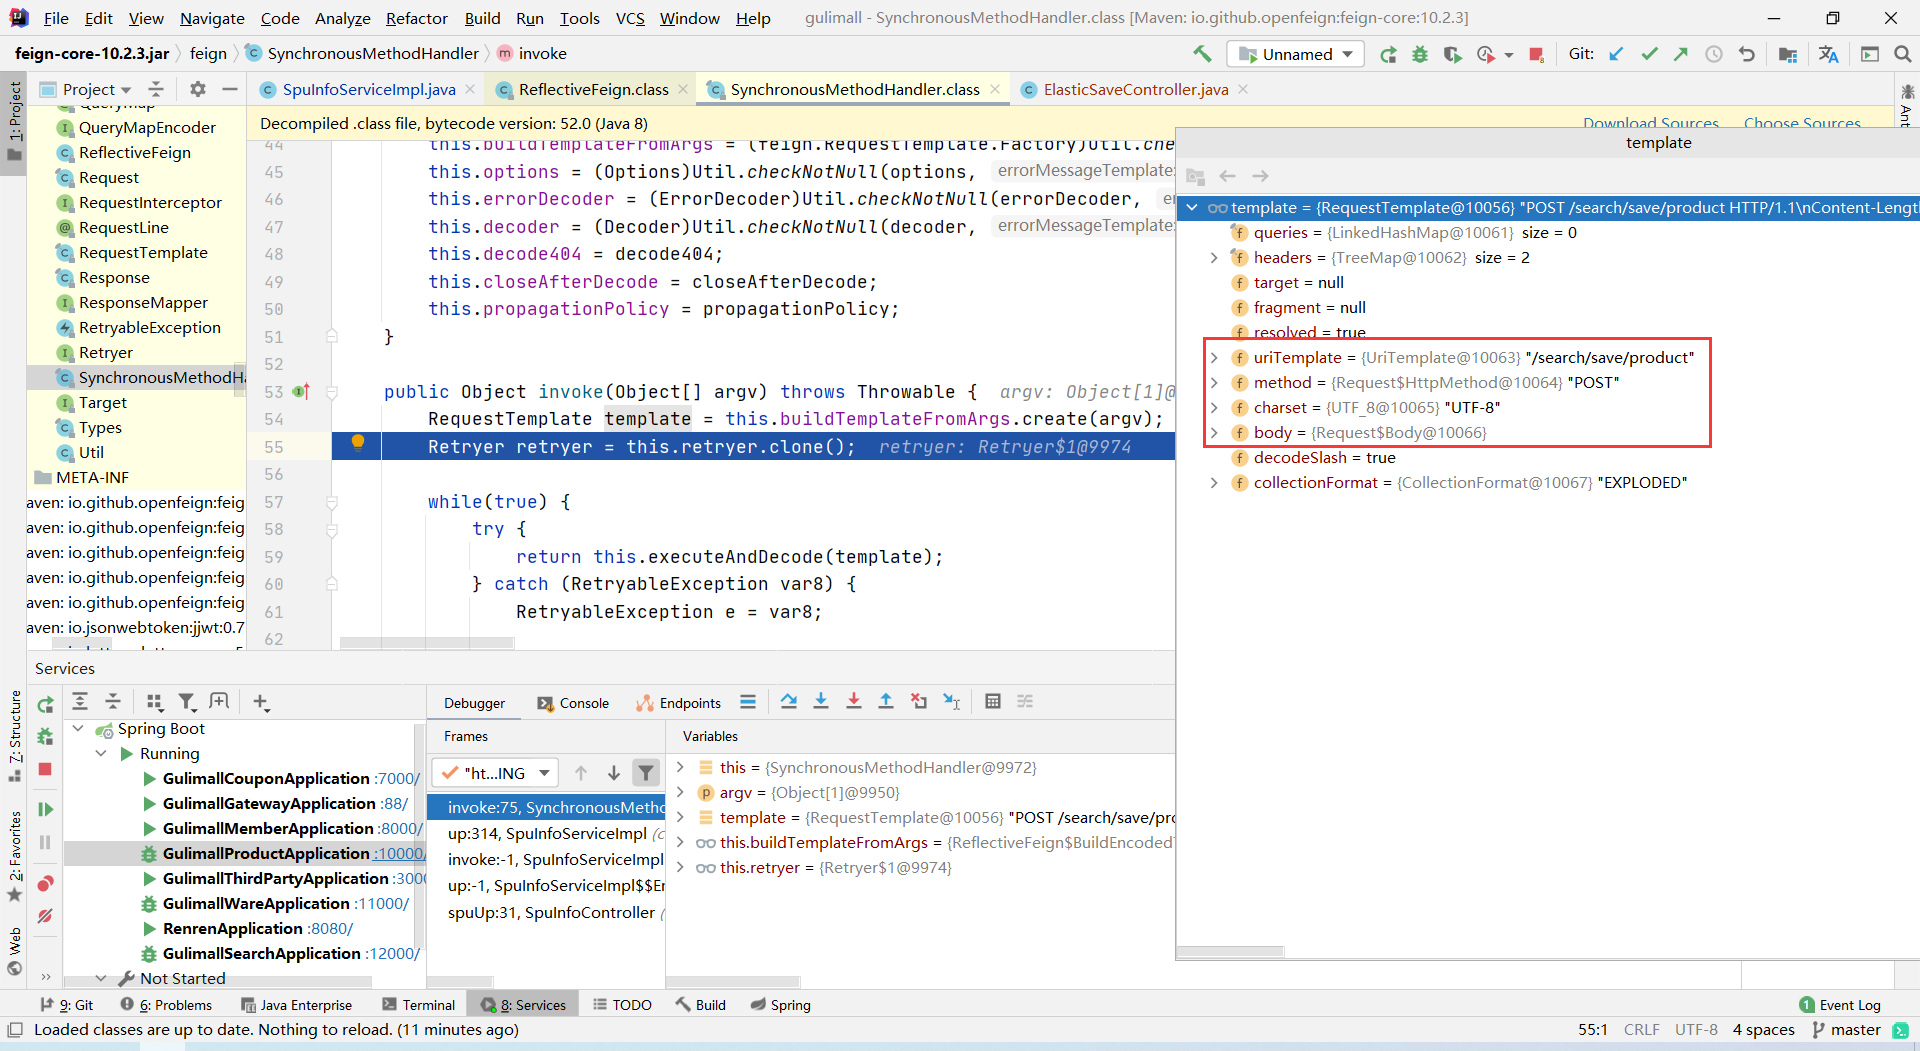 File Edit View Navigate Code Analyze Refactor Build Run Tools VCS Window Help gulimall - SynchronousMethodHandler.class [Maven: io.github.openfeign:feign-core:10.2.3]
feign-core-10.2.3.jar feign SynchronousMethodHandler invoke Unnamed Git:
Project SpuInfoServiceImpl.java ReflectiveFeign.class SynchronousMethodHandler.class ElasticSaveController.java
1: Project
Ant
QueryMap
QueryMapEncoder
ReflectiveFeign
Request
RequestInterceptor
RequestLine
RequestTemplate
Response
ResponseMapper
RetryableException
Retryer
SynchronousMethodHa
Target
Types
Util
META-INF
aven: io.github.openfeign:feig
aven: io.github.openfeign:feig
aven: io.github.openfeign:feig
aven: io.github.openfeign:feig
aven: io.github.openfeign:feig
aven: io.jsonwebtoken:jjwt:0.7
Decompiled .class file, bytecode version: 52.0 (Java 8) Download Sources Choose Sources
44 this.buildTemplateFromArgs = (feign.RequestTemplate.Factory)Util.che
45 this.options = (Options)Util.checkNotNull(options, errorMessageTemplate:
46 this.errorDecoder = (ErrorDecoder)Util.checkNotNull(errorDecoder, er
47 this.decoder = (Decoder)Util.checkNotNull(decoder, errorMessageTemplate:
48 this.decode404 = decode404;
49 this.closeAfterDecode = closeAfterDecode;
50 this.propagationPolicy = propagationPolicy;
51 }
52
53 public Object invoke(Object[] argv) throws Throwable { argv: Object[1]@
54 RequestTemplate template = this.buildTemplateFromArgs.create(argv);
55 Retryer retryer = this.retryer.clone(); retryer: Retryer$1@9974
56
57 while(true) {
58 try {
59 return this.executeAndDecode(template);
60 } catch (RetryableException var8) {
61 RetryableException e = var8;
62
template
template = {RequestTemplate@10056} "POST /search/save/product HTTP/1.1\nContent-Lengt
queries = {LinkedHashMap@10061} size = 0
headers = {TreeMap@10062} size = 2
target = null
fragment = null
resolved = true
uriTemplate = {UriTemplate@10063} "/search/save/product"
method = {Request$HttpMethod@10064} "POST"
charset = {UTF_8@10065} "UTF-8"
body = {Request$Body@10066}
decodeSlash = true
collectionFormat = {CollectionFormat@10067} "EXPLODED"
Services
7: Structure
2: Favorites
Web
Spring Boot
Running
GulimallCouponApplication :7000/
GulimallGatewayApplication :88/
GulimallMemberApplication :8000/
GulimallProductApplication :10000/
GulimallThirdPartyApplication :3000
GulimallWareApplication :11000/
RenrenApplication :8080/
GulimallSearchApplication :12000/
Not Started
Debugger Console Endpoints
Frames Variables
"ht...ING
invoke:75, SynchronousMetho
up:314, SpuInfoServiceImpl (c
invoke:-1, SpuInfoServiceImpl
up:-1, SpuInfoServiceImpl$$En
spuUp:31, SpuInfoController (
this = {SynchronousMethodHandler@9972}
argv = {Object[1]@9950}
template = {RequestTemplate@10056} "POST /search/save/pro
this.buildTemplateFromArgs = {ReflectiveFeign$BuildEncodedT
this.retryer = {Retryer$1@9974}
9: Git 6: Problems Java Enterprise Terminal 8: Services TODO Build Spring 1 Event Log
Loaded classes are up to date. Nothing to reload. (11 minutes ago) 55:1 CRLF UTF-8 4 spaces master